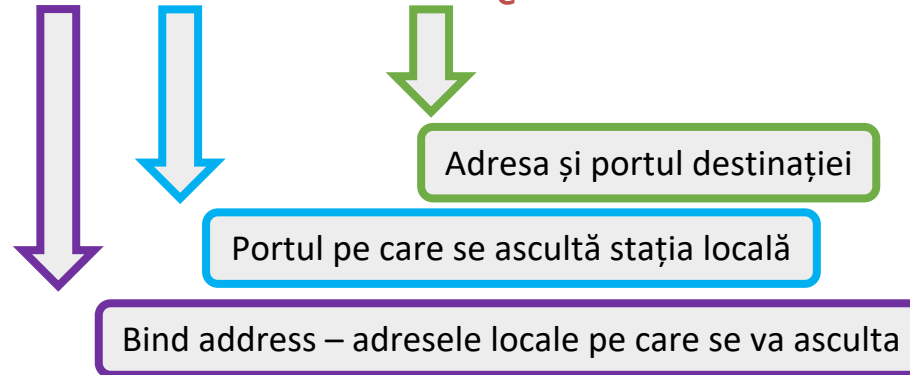 Adresa și portul destinației
Portul pe care se ascultă stația locală
Bind address – adresele locale pe care se va asculta